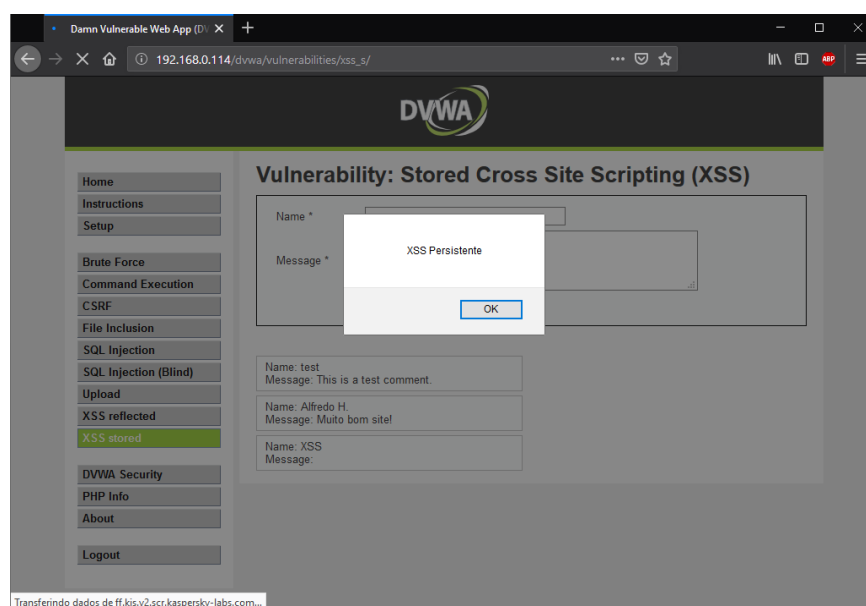 Damn Vulnerable Web App (DV
192.168.0.114/dvwa/vulnerabilities/xss_s/
ABP
DVWA
Home
Instructions
Setup
Brute Force
Command Execution
CSRF
File Inclusion
SQL Injection
SQL Injection (Blind)
Upload
XSS reflected
XSS stored
DVWA Security
PHP Info
About
Logout
Vulnerability: Stored Cross Site Scripting (XSS)
Name *
Message *
XSS Persistente
OK
Name: test
Message: This is a test comment.
Name: Alfredo H.
Message: Muito bom site!
Name: XSS
Message:
Transferindo dados de ff.kis.v2.scr.kaspersky-labs.com...